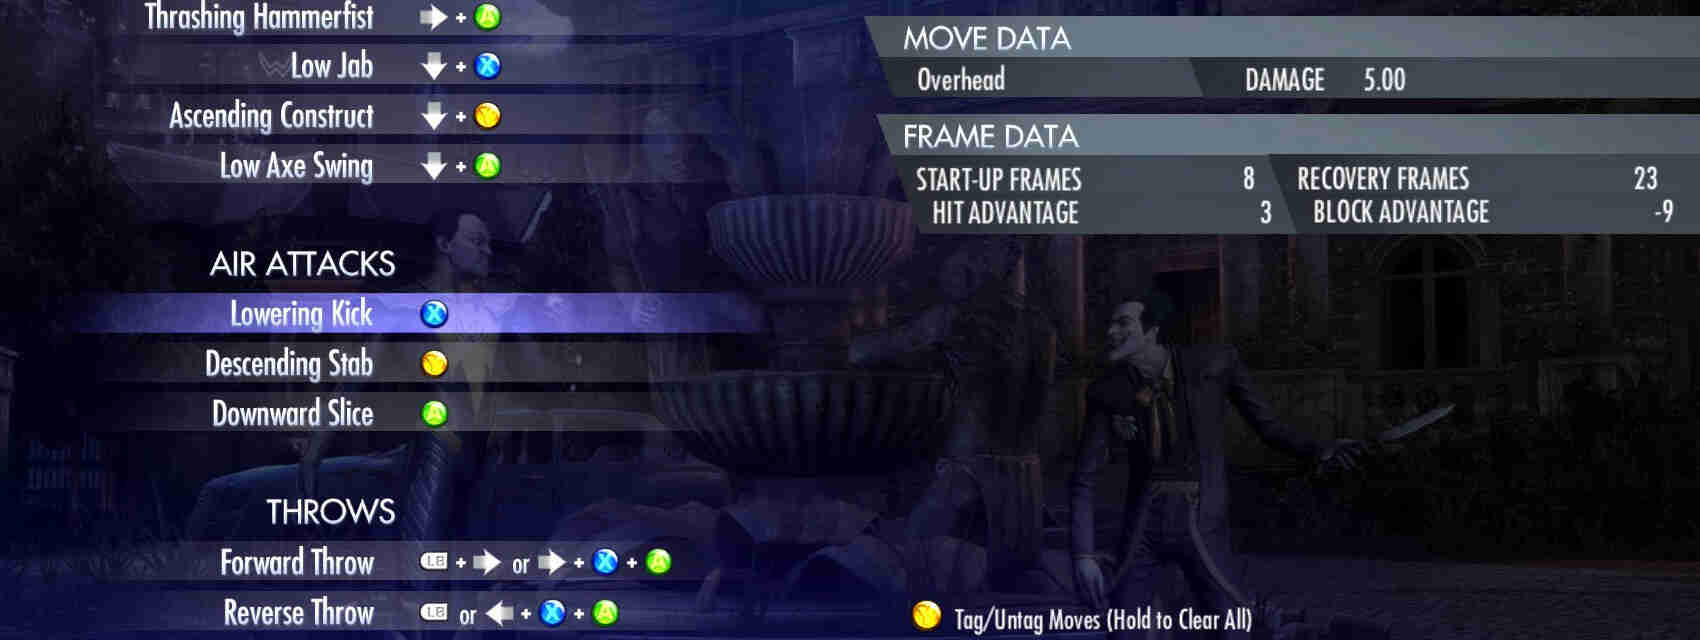 Thrashing Hammerfist + A
Low Jab + X
Ascending Construct + Y
Low Axe Swing + A
AIR ATTACKS
Lowering Kick X
Descending Stab Y
Downward Slice A
THROWS
Forward Throw LB + or + X + A
Reverse Throw LB or + X + A
MOVE DATA
Overhead DAMAGE 5.00
FRAME DATA
START-UP FRAMES 8 RECOVERY FRAMES 23
HIT ADVANTAGE 3 BLOCK ADVANTAGE -9
Y Tag/Untag Moves (Hold to Clear All)